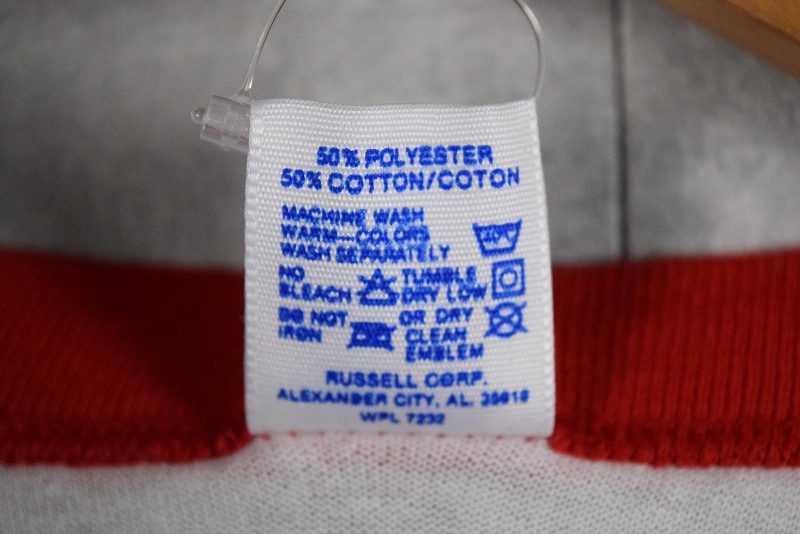 50% POLYESTER
50% COTTON/COTON
MACHINE WASH
WARM—COLORS
WASH SEPARATELY
NO
BLEACH
TUMBLE
DRY LOW
DO NOT
IRON
OR DRY
CLEAN
EMBLEM
RUSSELL CORP.
ALEXANDER CITY, AL.
WPL 7232